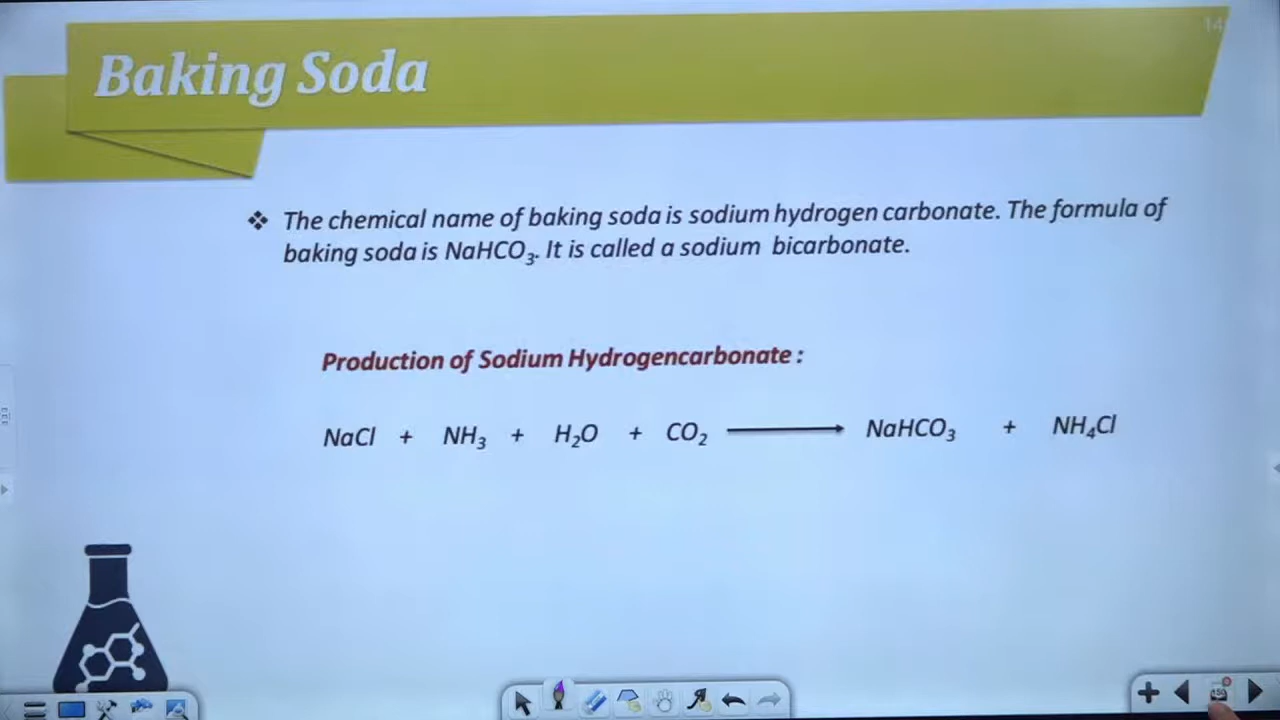 14
Baking Soda
❖ The chemical name of baking soda is sodium hydrogen carbonate. The formula of
baking soda is NaHCO₃. It is called a sodium bicarbonate.
Production of Sodium Hydrogencarbonate :
NaCl + NH₃ + H₂O + CO₂ ⟶ NaHCO₃ + NH₄Cl